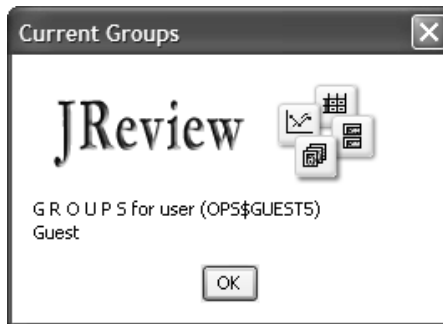 Current Groups
JReview
G R O U P S for user (OPS$GUEST5)
Guest
OK